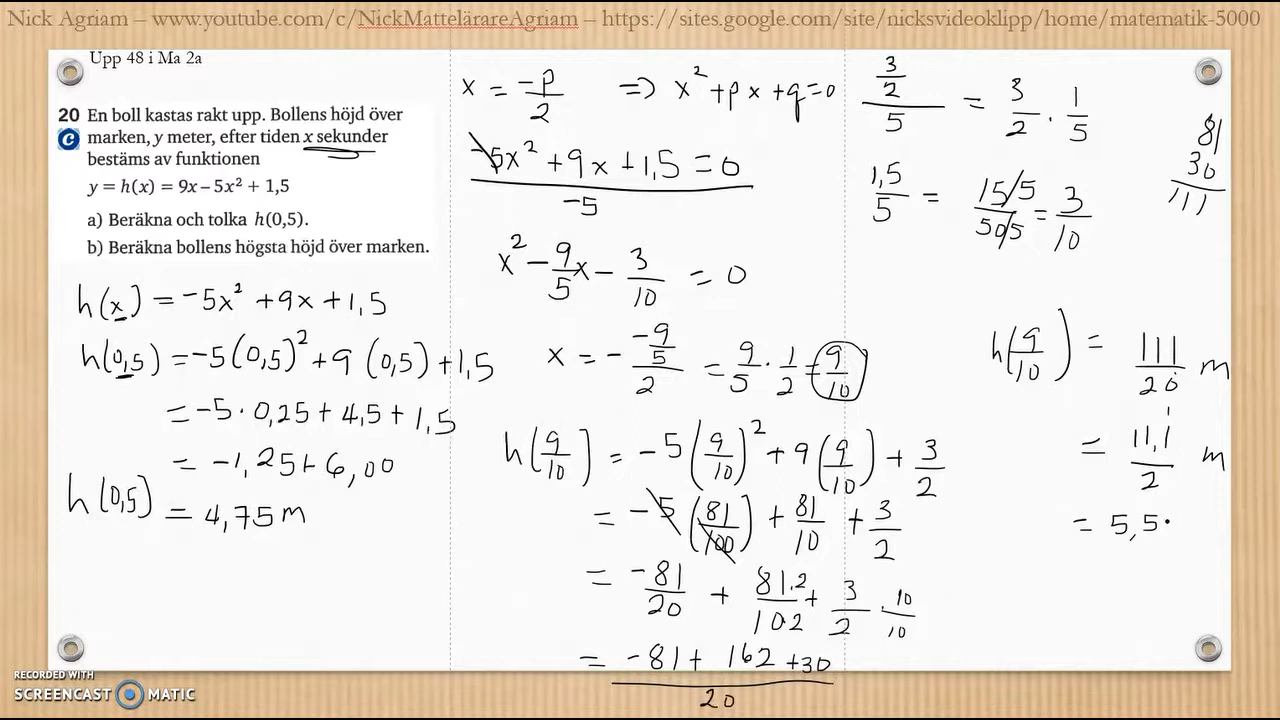 Nick Agriam – www.youtube.com/c/NickMattelärareAgriam – https://sites.google.com/site/nicksvideoklipp/home/matematik-5000
Upp 48 i Ma 2a
20 En boll kastas rakt upp. Bollens höjd över
C marken, y meter, efter tiden x sekunder
bestäms av funktionen
y = h(x) = 9x – 5x² + 1,5
a) Beräkna och tolka h(0,5).
b) Beräkna bollens högsta höjd över marken.
h(x) = -5x² + 9x + 1,5
h(0,5) = -5(0,5)² + 9(0,5) + 1,5
= -5 · 0,25 + 4,5 + 1,5
= -1,25 + 6,00
h(0,5) = 4,75 m
x = -p/2 => x² + px + q = 0
-5x² + 9x + 1,5 = 0
-5
x² - 9/5 x - 3/10 = 0
x = - (-9/5)/2 = 9/5 · 1/2 = 9/10
h(9/10) = -5(9/10)² + 9(9/10) + 3/2
= -5(81/100) + 81/10 + 3/2
= -81/20 + 81·2/10·2 + 3/2 · 10/10
= -81 + 162 + 30
20
(3/2)/5 = 3/2 · 1/5
1,5/5 = 15/5 / 50/5 = 3/10
81
30
111
h(9/10) = 111/20 m
= 11,1/2 m
= 5,5
RECORDED WITH
SCREENCAST MATIC